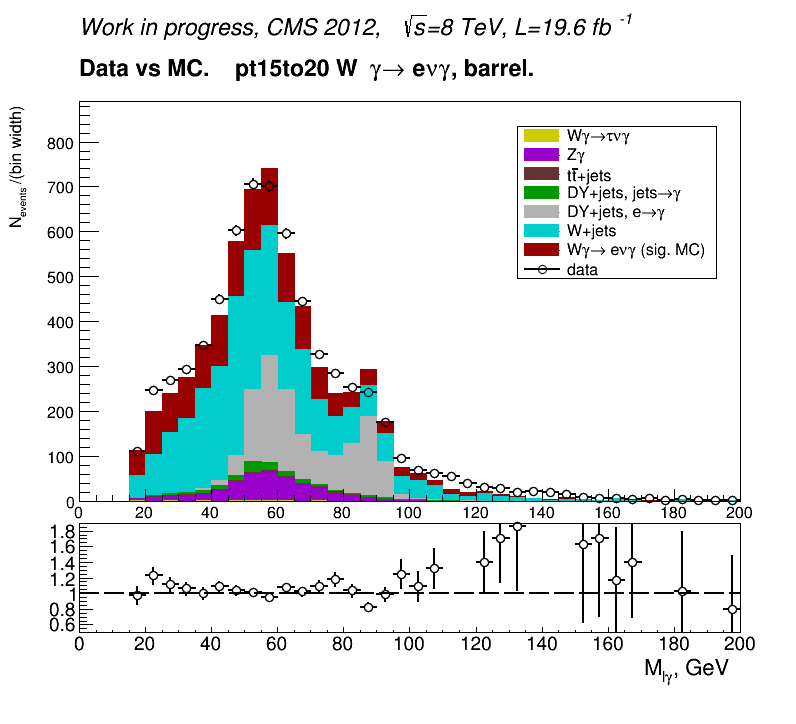 Work in progress, CMS 2012, √s=8 TeV, L=19.6 fb⁻¹
Data vs MC. pt15to20 W γ→ eνγ, barrel.
N_events /(bin width)
800
700
600
500
400
300
200
100
0
Wγ→τνγ
Zγ
tt̄+jets
DY+jets, jets→γ
DY+jets, e→γ
W+jets
Wγ→ eνγ (sig. MC)
data
0 20 40 60 80 100 120 140 160 180 200
1.8
1.6
1.4
1.2
1
0.8
0.6
0 20 40 60 80 100 120 140 160 180 200
M_lγ, GeV